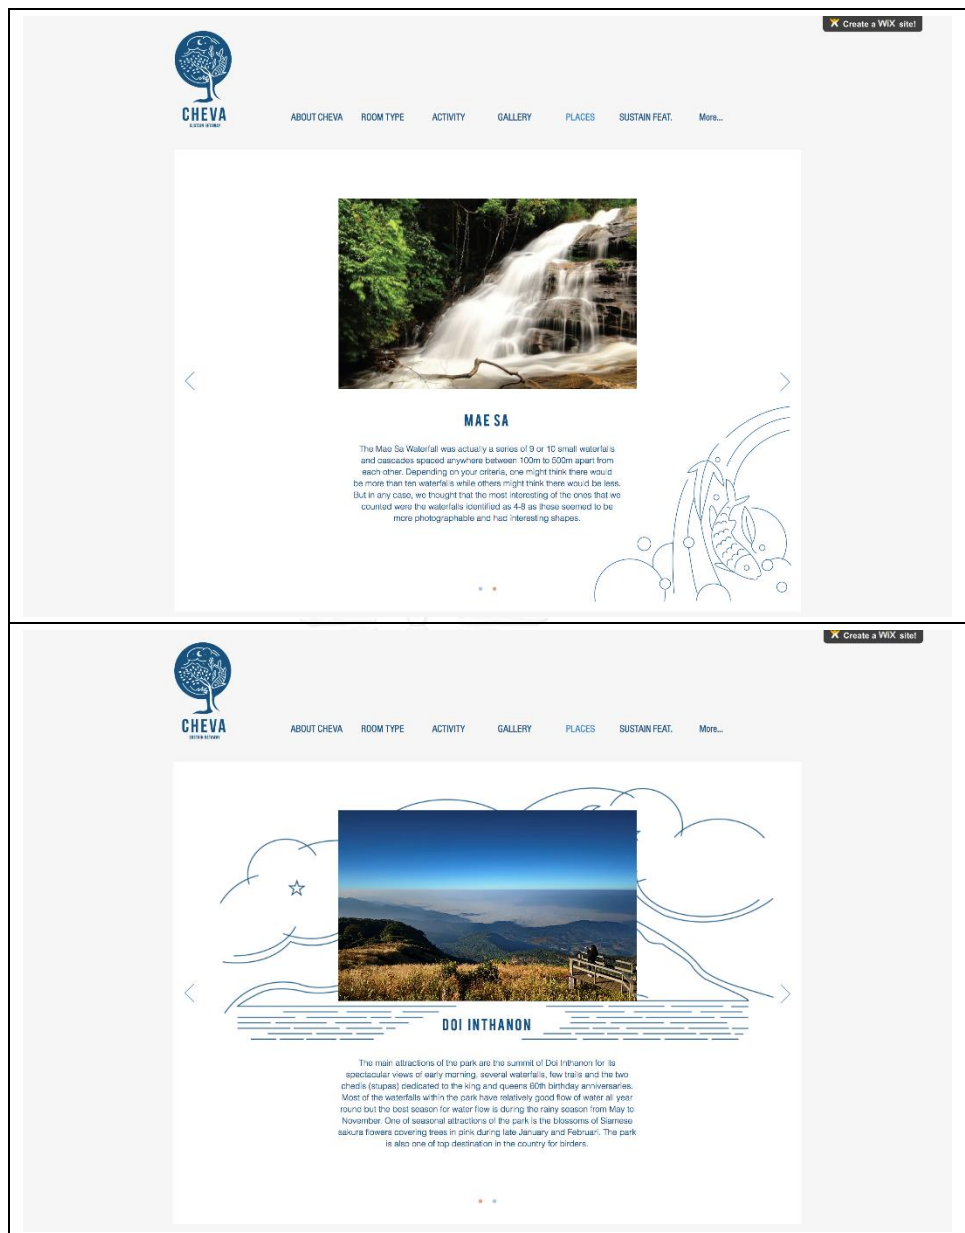 Create a WiX site!
CHEVA
SUSTAIN GETAWAY
ABOUT CHEVA ROOM TYPE ACTIVITY GALLERY PLACES SUSTAIN FEAT. More...
MAE SA
The Mae Sa Waterfall was actually a series of 9 or 10 small waterfalls
and cascades spaced anywhere between 100m to 500m apart from
each other. Depending on your criteria, one might think there would
be more than ten waterfalls while others might think there would be less.
But in any case, we thought that the most interesting of the ones that we
counted were the waterfalls identified as 4-8 as these seemed to be
more photographable and had interesting shapes.
Create a WiX site!
CHEVA
SUSTAIN GETAWAY
ABOUT CHEVA ROOM TYPE ACTIVITY GALLERY PLACES SUSTAIN FEAT. More...
DOI INTHANON
The main attractions of the park are the summit of Doi Inthanon for its
spectacular views of early morning, several waterfalls, few trails and the two
chedis (stupas) dedicated to the king and queens 60th birthday anniversaries.
Most of the waterfalls within the park have relatively good flow of water all year
round but the best season for water flow is during the rainy season from May to
November. One of seasonal attractions of the park is the blossoms of Siamese
sakura flowers covering trees in pink during late January and Februari. The park
is also one of top destination in the country for birders.